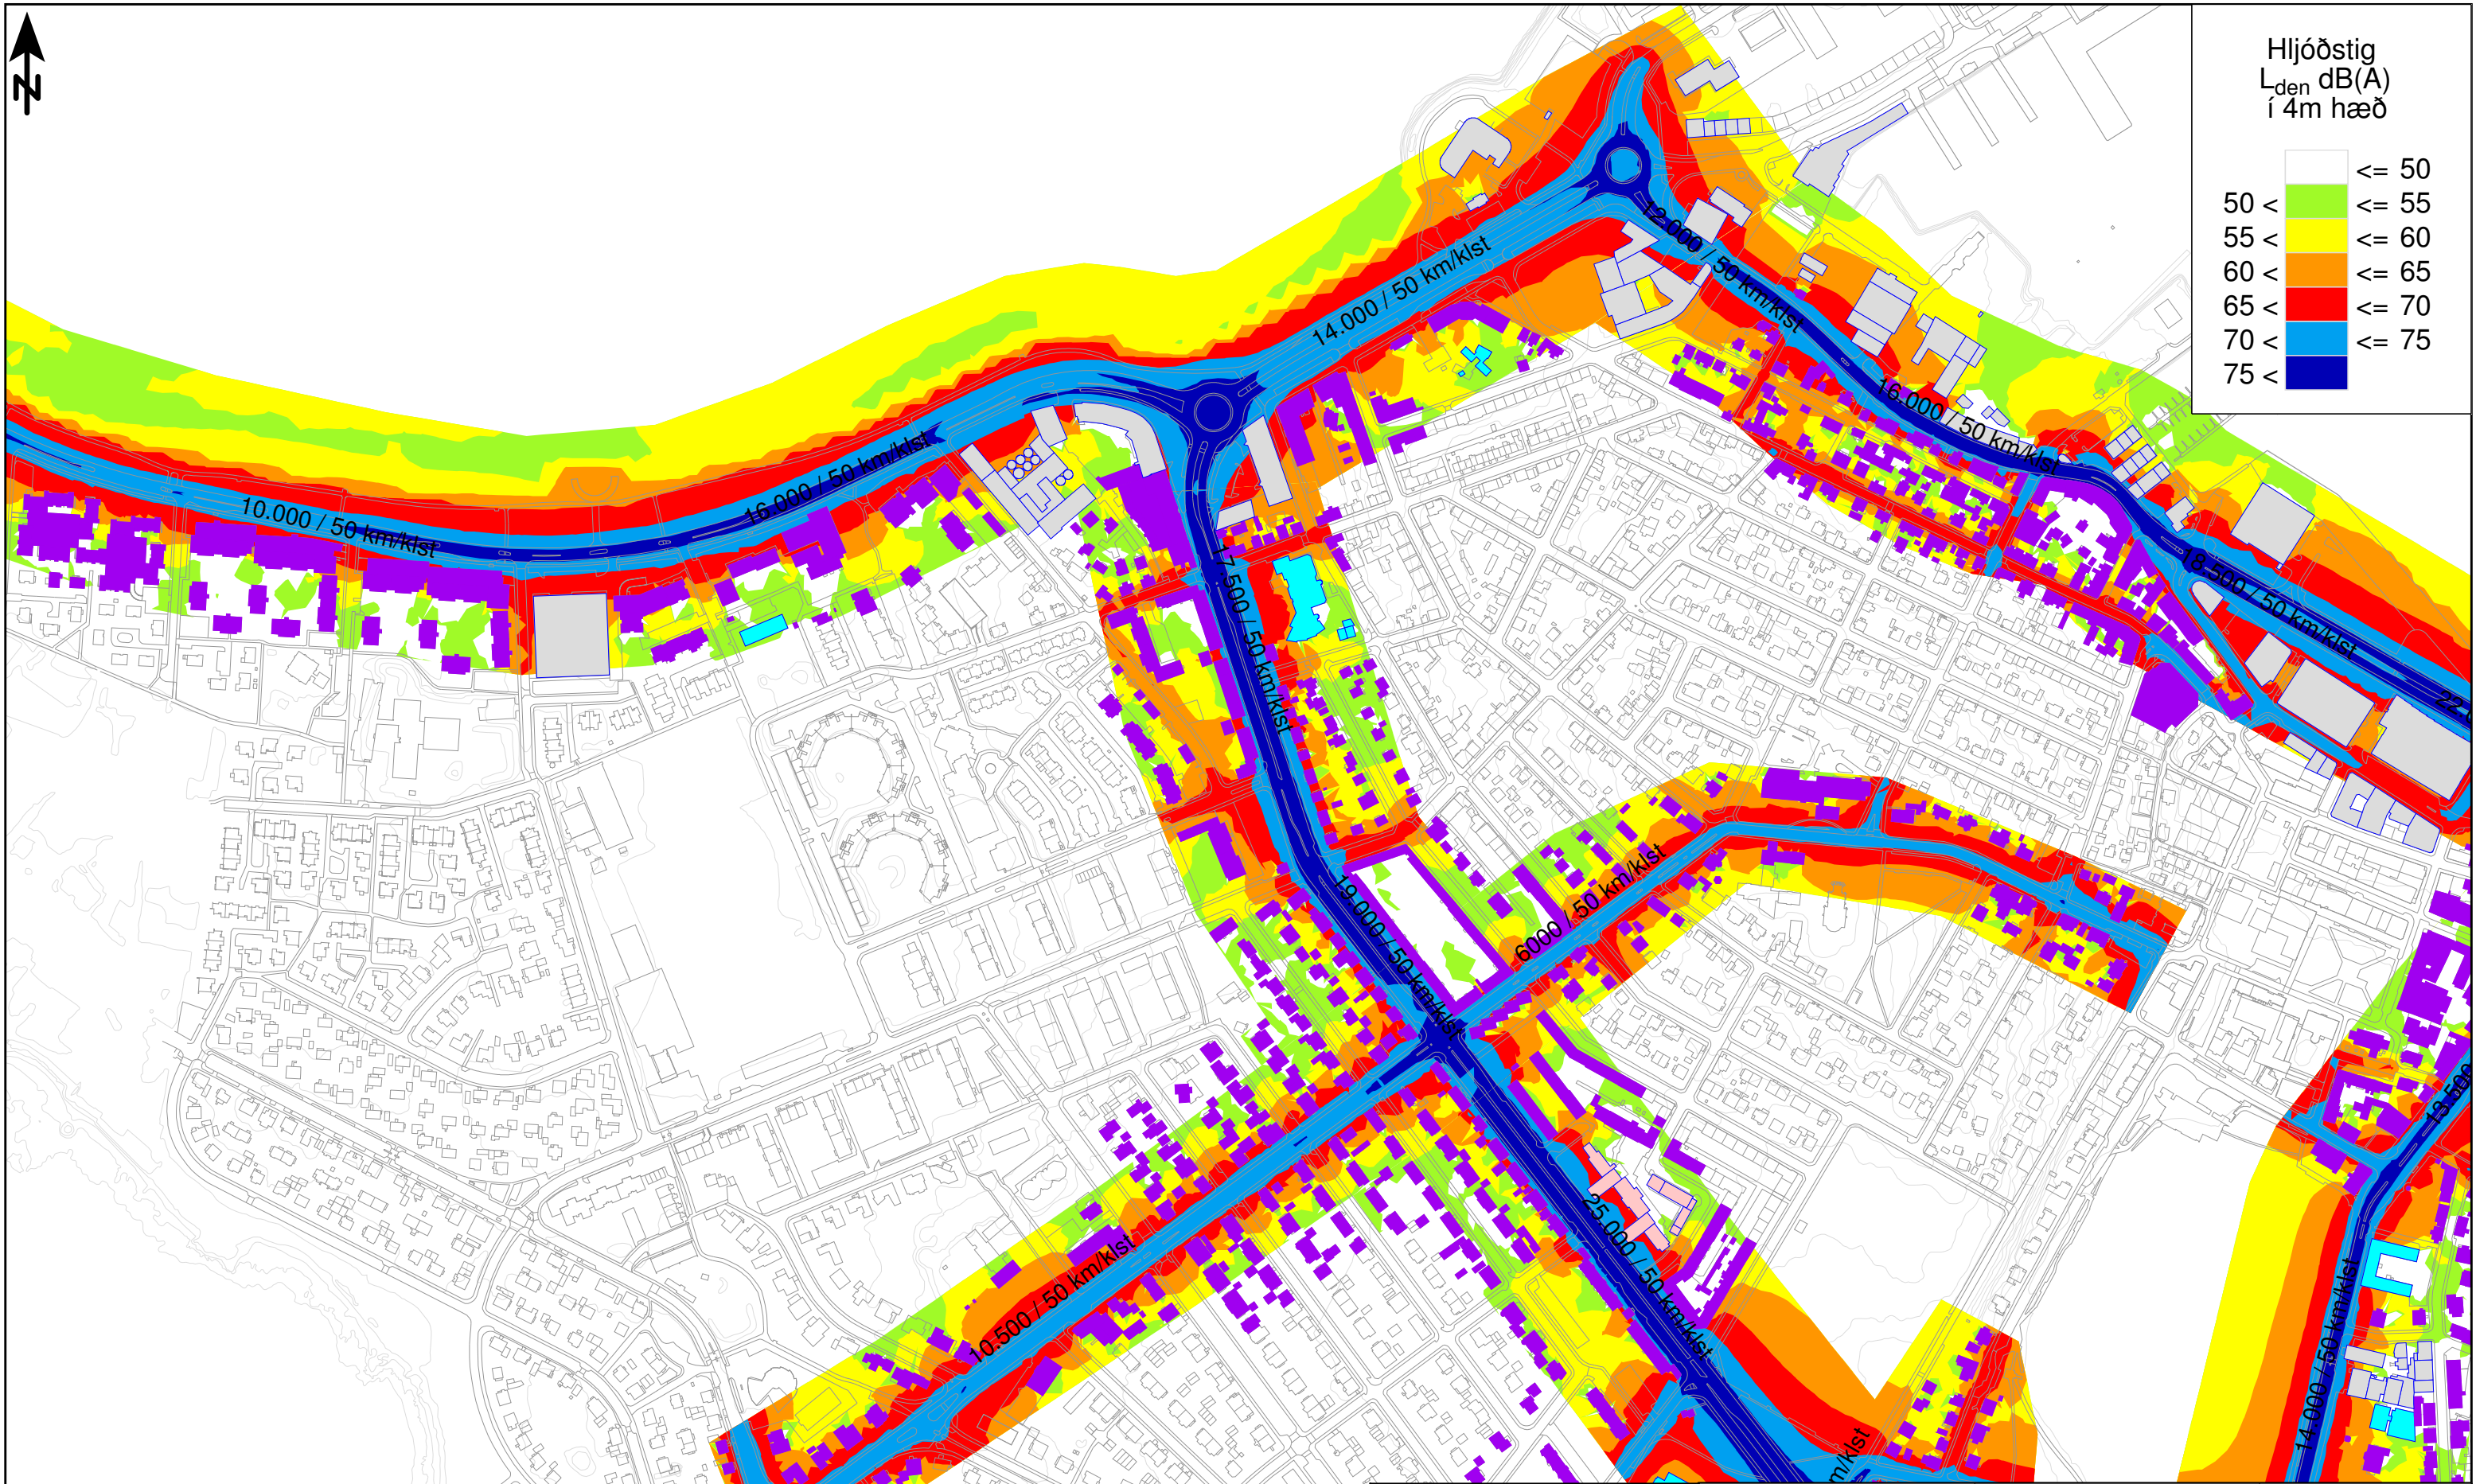 N
Hljóðstig
Lden dB(A)
í 4m hæð
<= 50
50 < <= 55
55 < <= 60
60 < <= 65
65 < <= 70
70 < <= 75
75 <
12.000 / 50 km/klst
14.000 / 50 km/klst
16.000 / 50 km/klst
16.000 / 50 km/klst
10.000 / 50 km/klst
17.500 / 50 km/klst
18.500 / 50 km/klst
19.000 / 50 km/klst
6000 / 50 km/klst
25.000 / 50 km/klst
10.500 / 50 km/klst
14.000 / 50 km/klst
13.500
m/klst